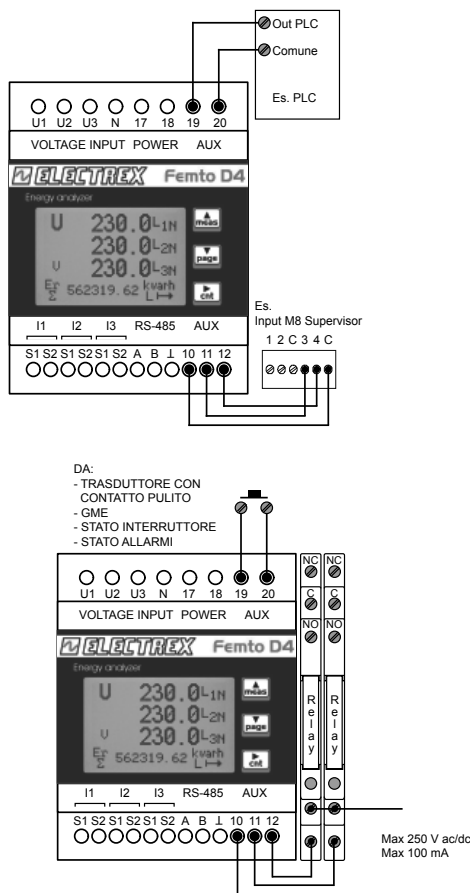 Out PLC
Comune
Es. PLC
U1 U2 U3 N 17 18 19 20
VOLTAGE INPUT POWER AUX
ELECTREX Femto D4
Energy analyzer
U 230.0 L1N
230.0 L2N
U 230.0 L3N
Er Σ 562319.62 kvarh L
meas
page
cnt
I1 I2 I3 RS-485 AUX
S1 S2 S1 S2 S1 S2 A B ⊥ 10 11 12
Es.
Input M8 Supervisor
1 2 C 3 4 C
DA:
- TRASDUTTORE CON
CONTATTO PULITO
- GME
- STATO INTERRUTTORE
- STATO ALLARMI
U1 U2 U3 N 17 18 19 20
VOLTAGE INPUT POWER AUX
ELECTREX Femto D4
Energy analyzer
U 230.0 L1N
230.0 L2N
U 230.0 L3N
Er Σ 562319.62 kvarh L
meas
page
cnt
I1 I2 I3 RS-485 AUX
S1 S2 S1 S2 S1 S2 A B ⊥ 10 11 12
NC NC
C C
NO NO
Relay Relay
Max 250 V ac/dc
Max 100 mA